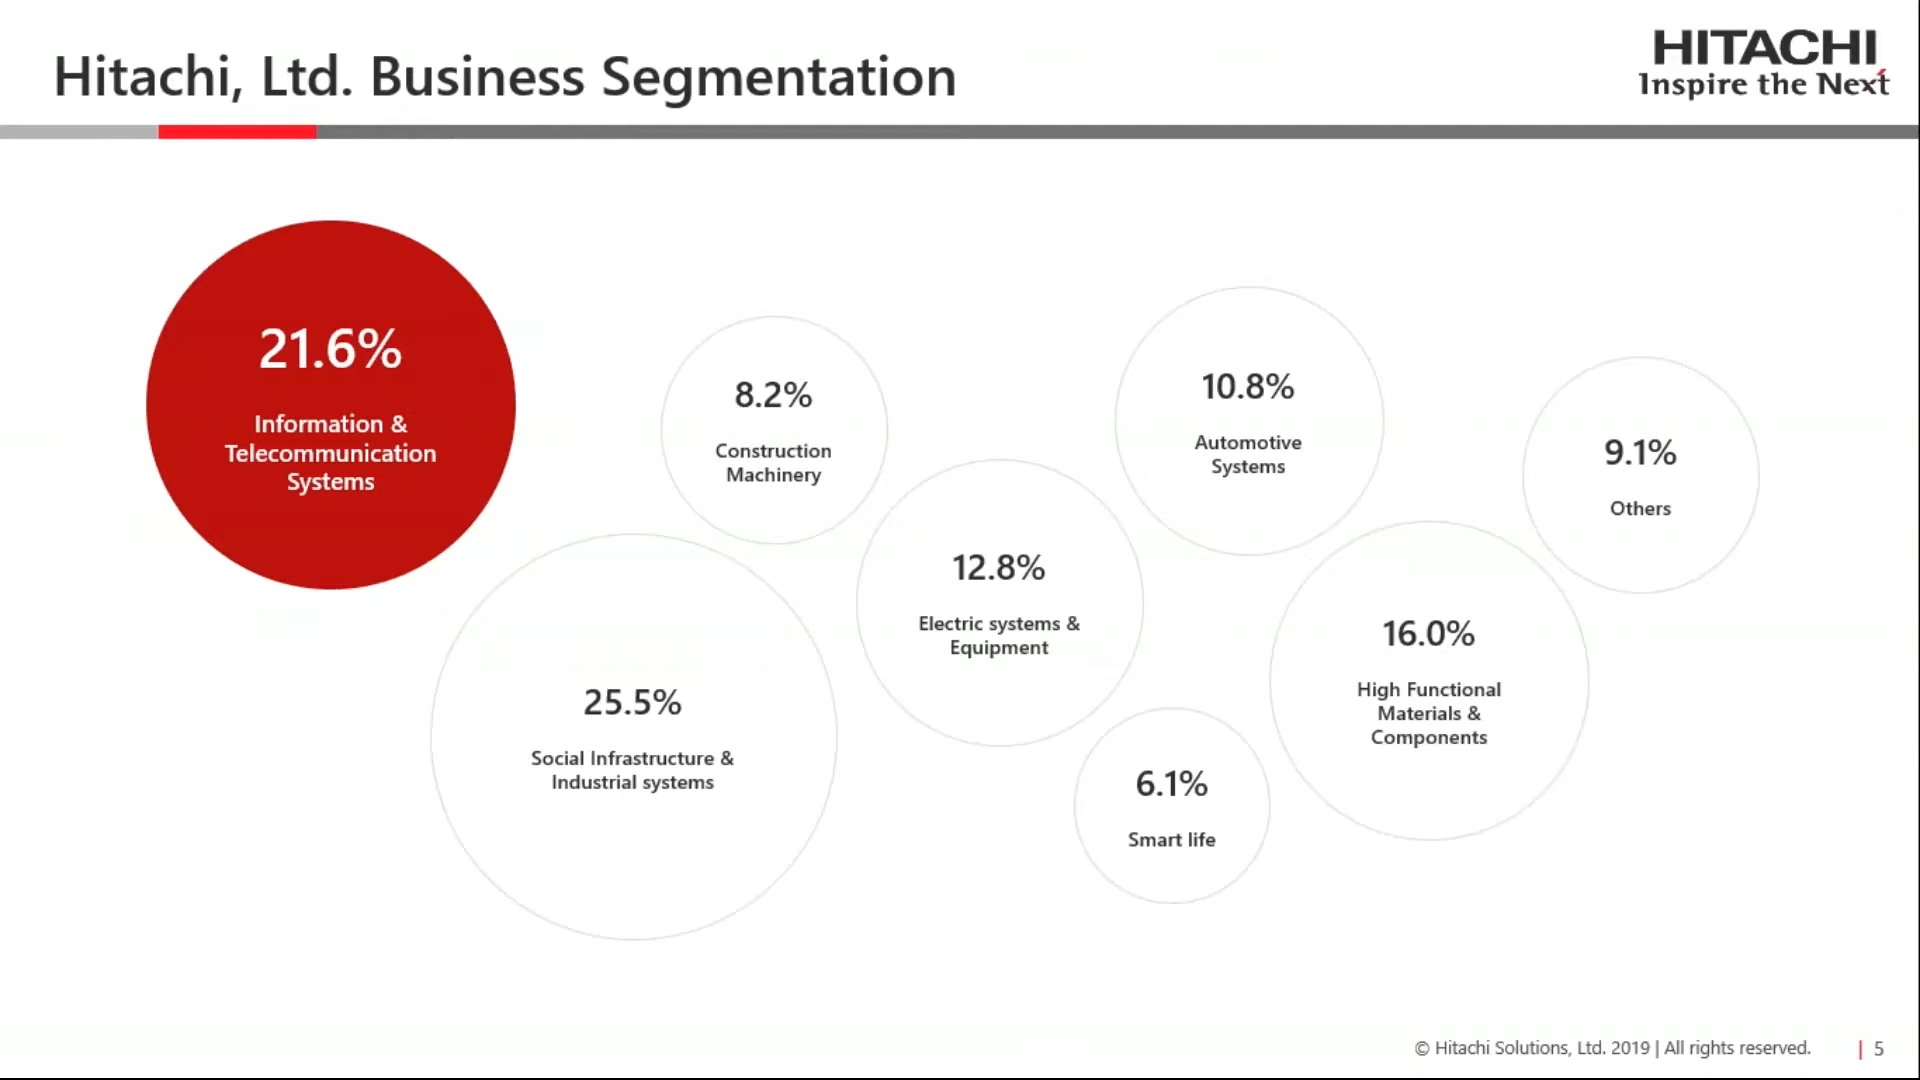 Hitachi, Ltd. Business Segmentation
HITACHI
Inspire the Next
21.6%
Information &
Telecommunication
Systems
8.2%
Construction
Machinery
10.8%
Automotive
Systems
9.1%
Others
12.8%
Electric systems &
Equipment
16.0%
High Functional
Materials &
Components
25.5%
Social Infrastructure &
Industrial systems
6.1%
Smart life
© Hitachi Solutions, Ltd. 2019 | All rights reserved.
| 5